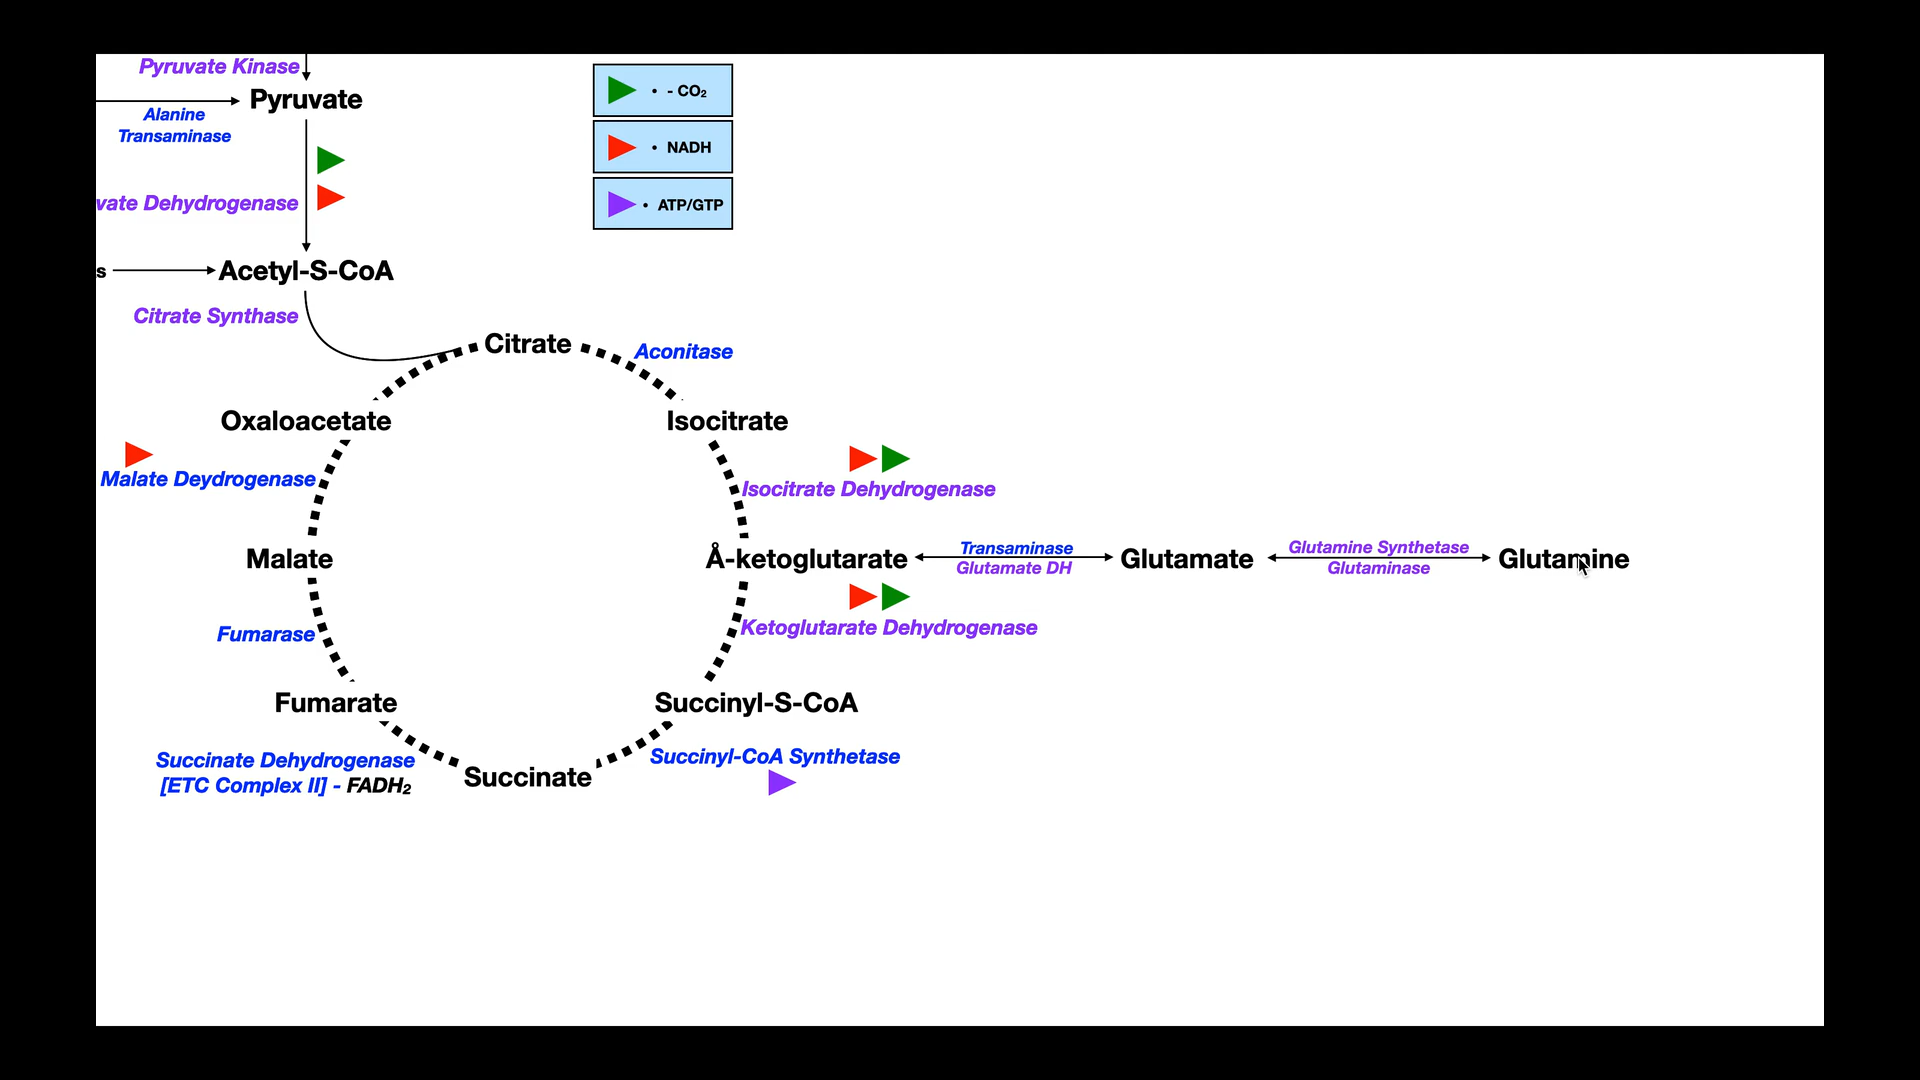 Pyruvate Kinase
Pyruvate
Alanine
Transaminase
vate Dehydrogenase
s
Acetyl-S-CoA
Citrate Synthase
• - CO₂
• NADH
• ATP/GTP
Citrate
Aconitase
Oxaloacetate
Isocitrate
Malate Deydrogenase
Isocitrate Dehydrogenase
Malate
Å-ketoglutarate
Transaminase
Glutamate DH
Glutamate
Glutamine Synthetase
Glutaminase
Glutamine
Ketoglutarate Dehydrogenase
Fumarase
Fumarate
Succinyl-S-CoA
Succinate Dehydrogenase
[ETC Complex II] - FADH₂
Succinate
Succinyl-CoA Synthetase